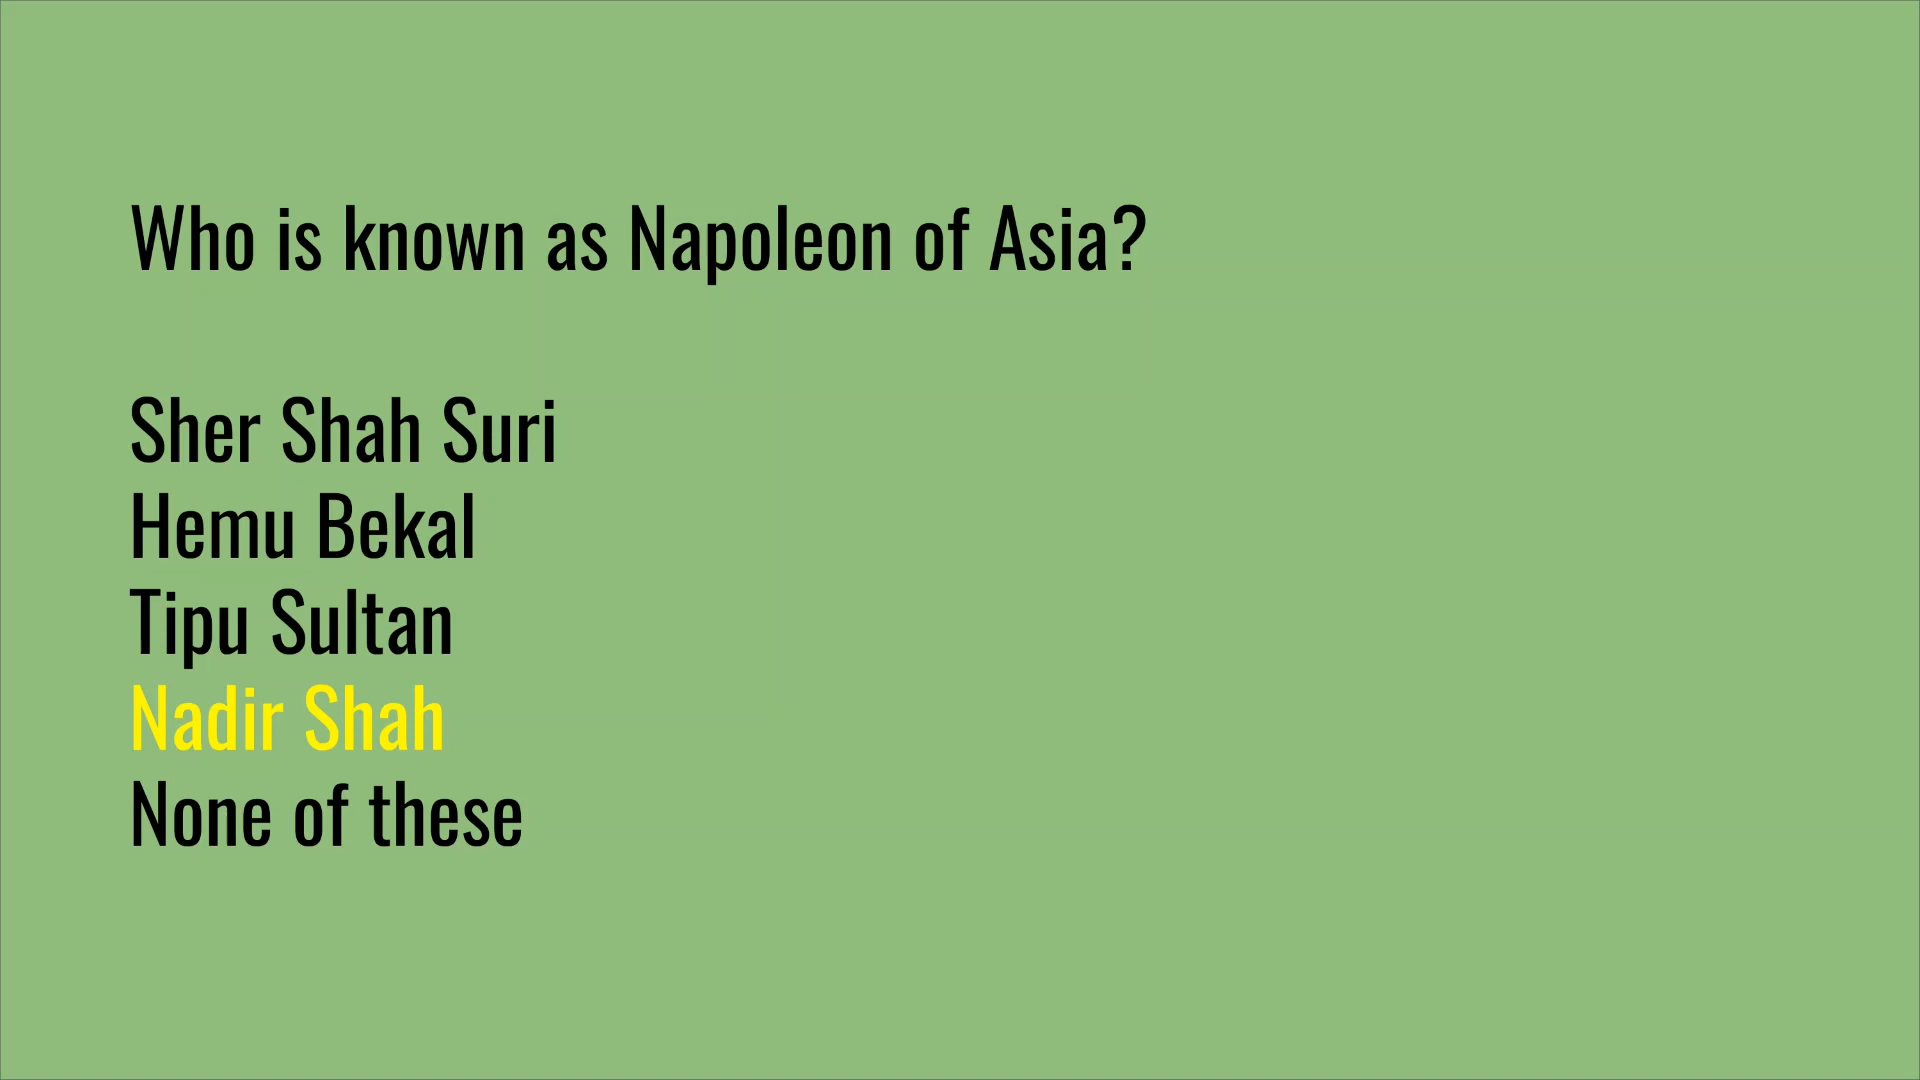 Who is known as Napoleon of Asia?
Sher Shah Suri
Hemu Bekal
Tipu Sultan
Nadir Shah
None of these